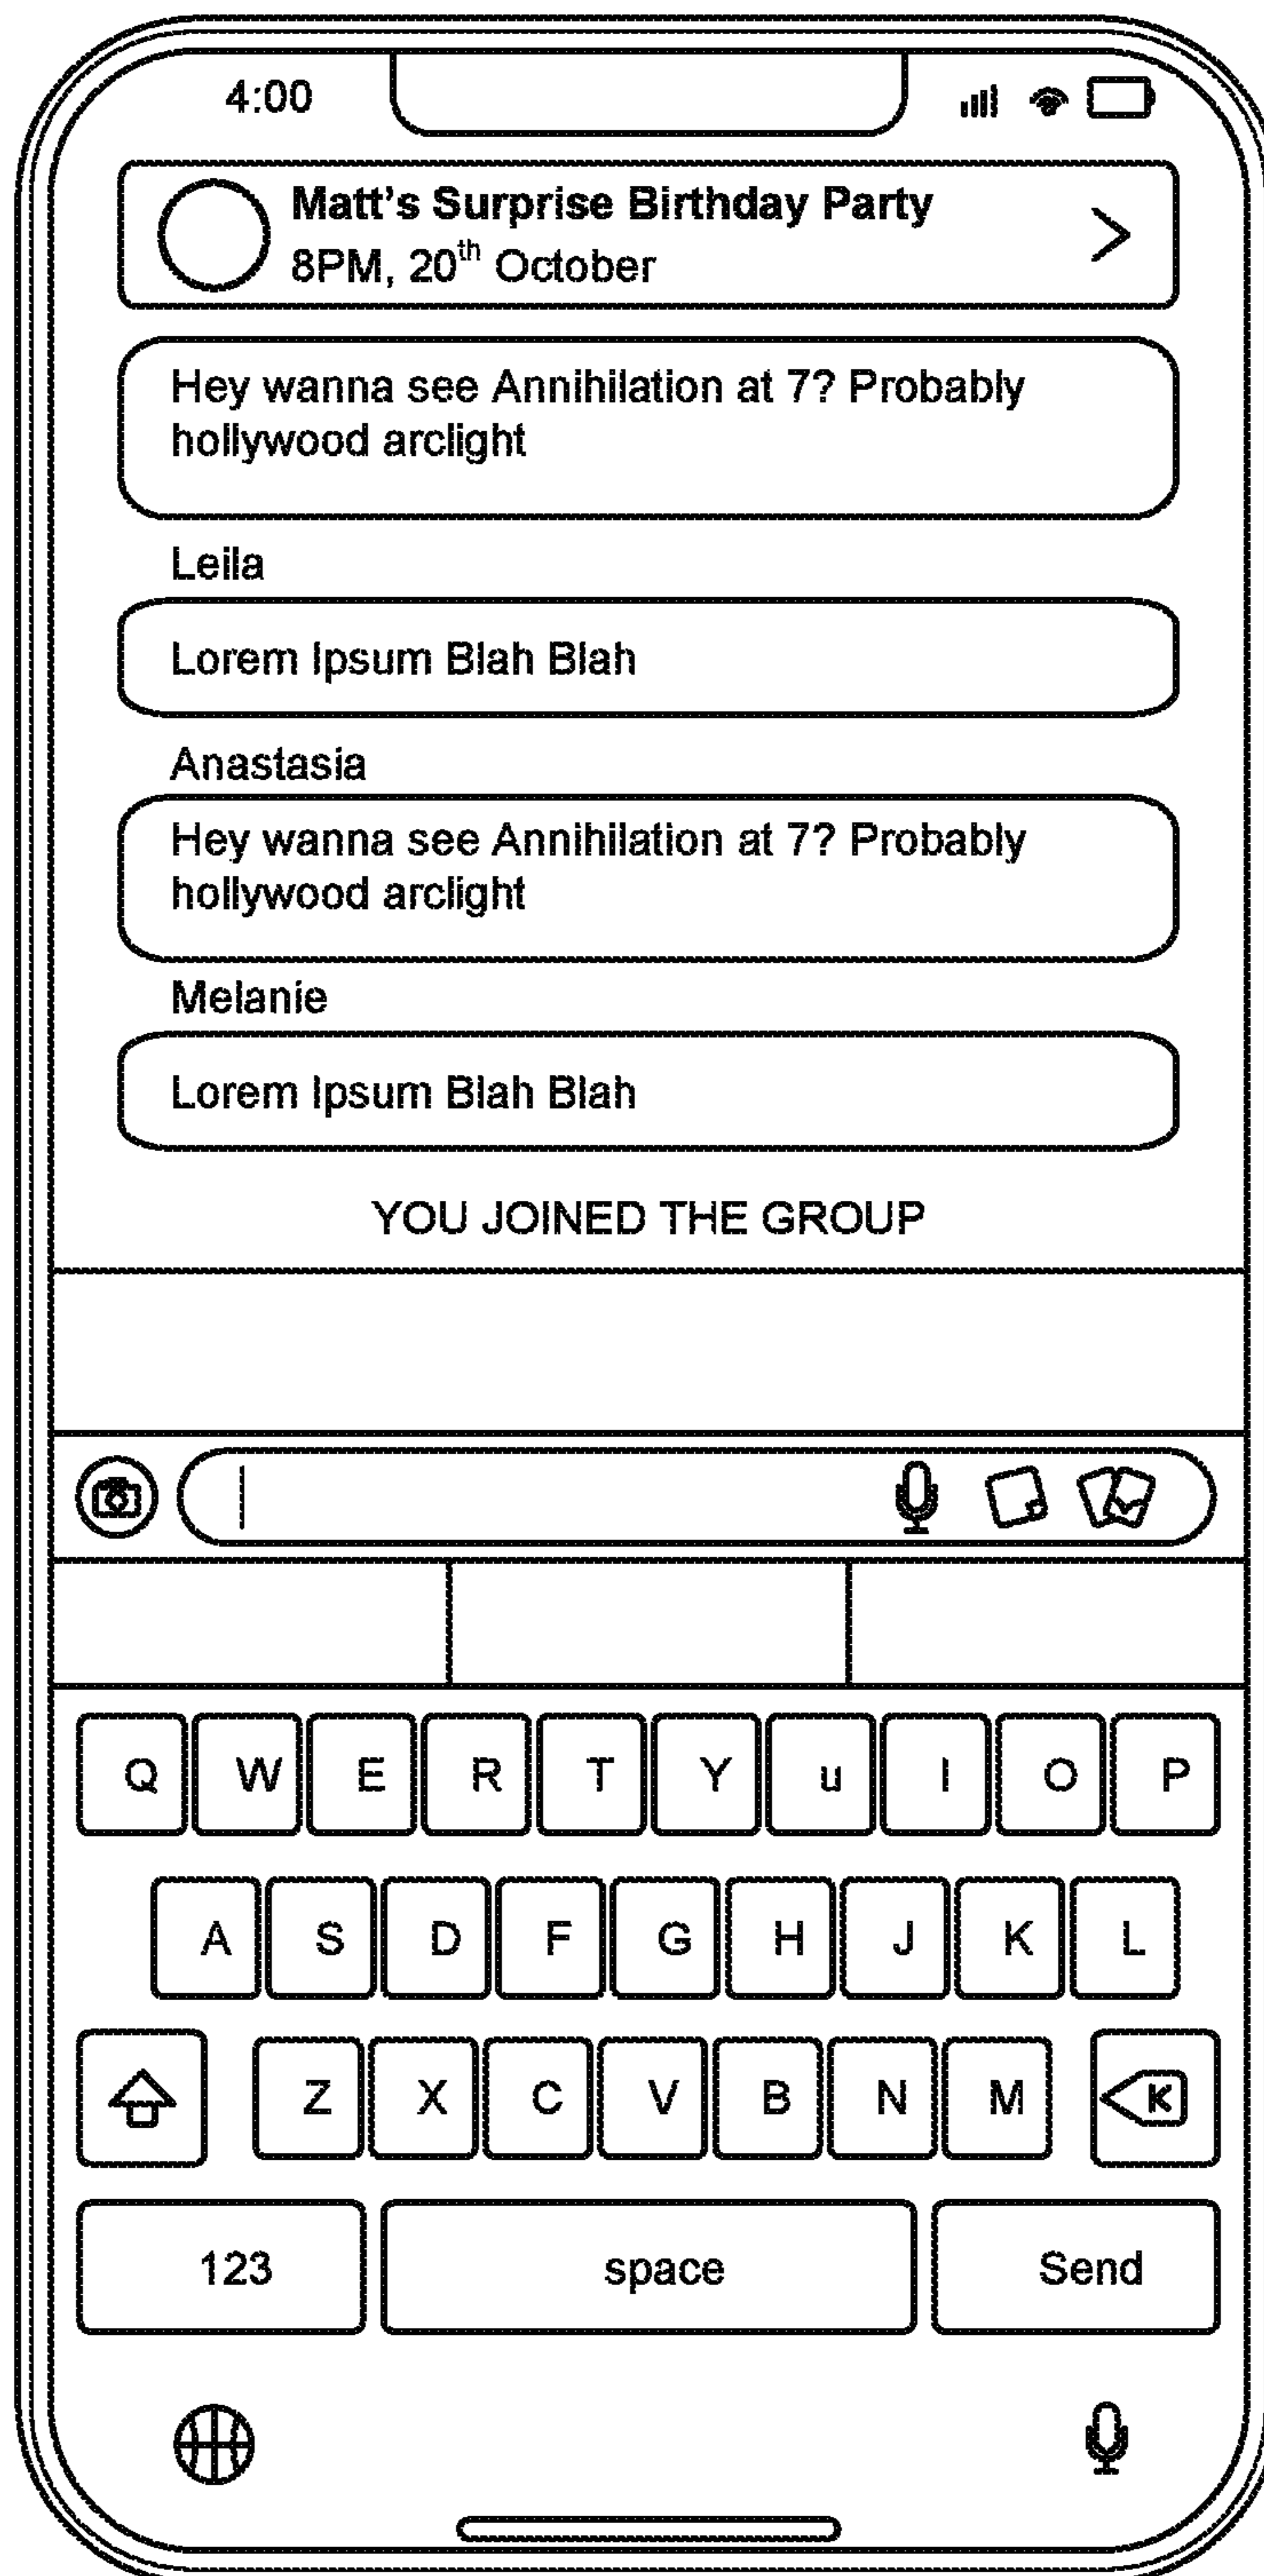 4:00
Matt's Surprise Birthday Party
8PM, 20th October
Hey wanna see Annihilation at 7? Probably
hollywood arclight
Leila
Lorem Ipsum Blah Blah
Anastasia
Hey wanna see Annihilation at 7? Probably
hollywood arclight
Melanie
Lorem Ipsum Blah Blah
YOU JOINED THE GROUP
Q W E R T Y u I O P
A S D F G H J K L
Z X C V B N M K
123 space Send